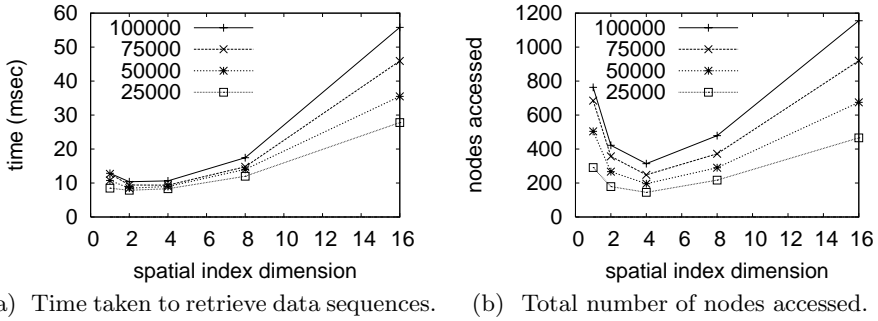 60
50
40
30
20
10
0
time (msec)
100000
75000
50000
25000
0 2 4 6 8 10 12 14 16
spatial index dimension
a) Time taken to retrieve data sequences.
1200
1000
800
600
400
200
0
nodes accessed
100000
75000
50000
25000
0 2 4 6 8 10 12 14 16
spatial index dimension
(b) Total number of nodes accessed.